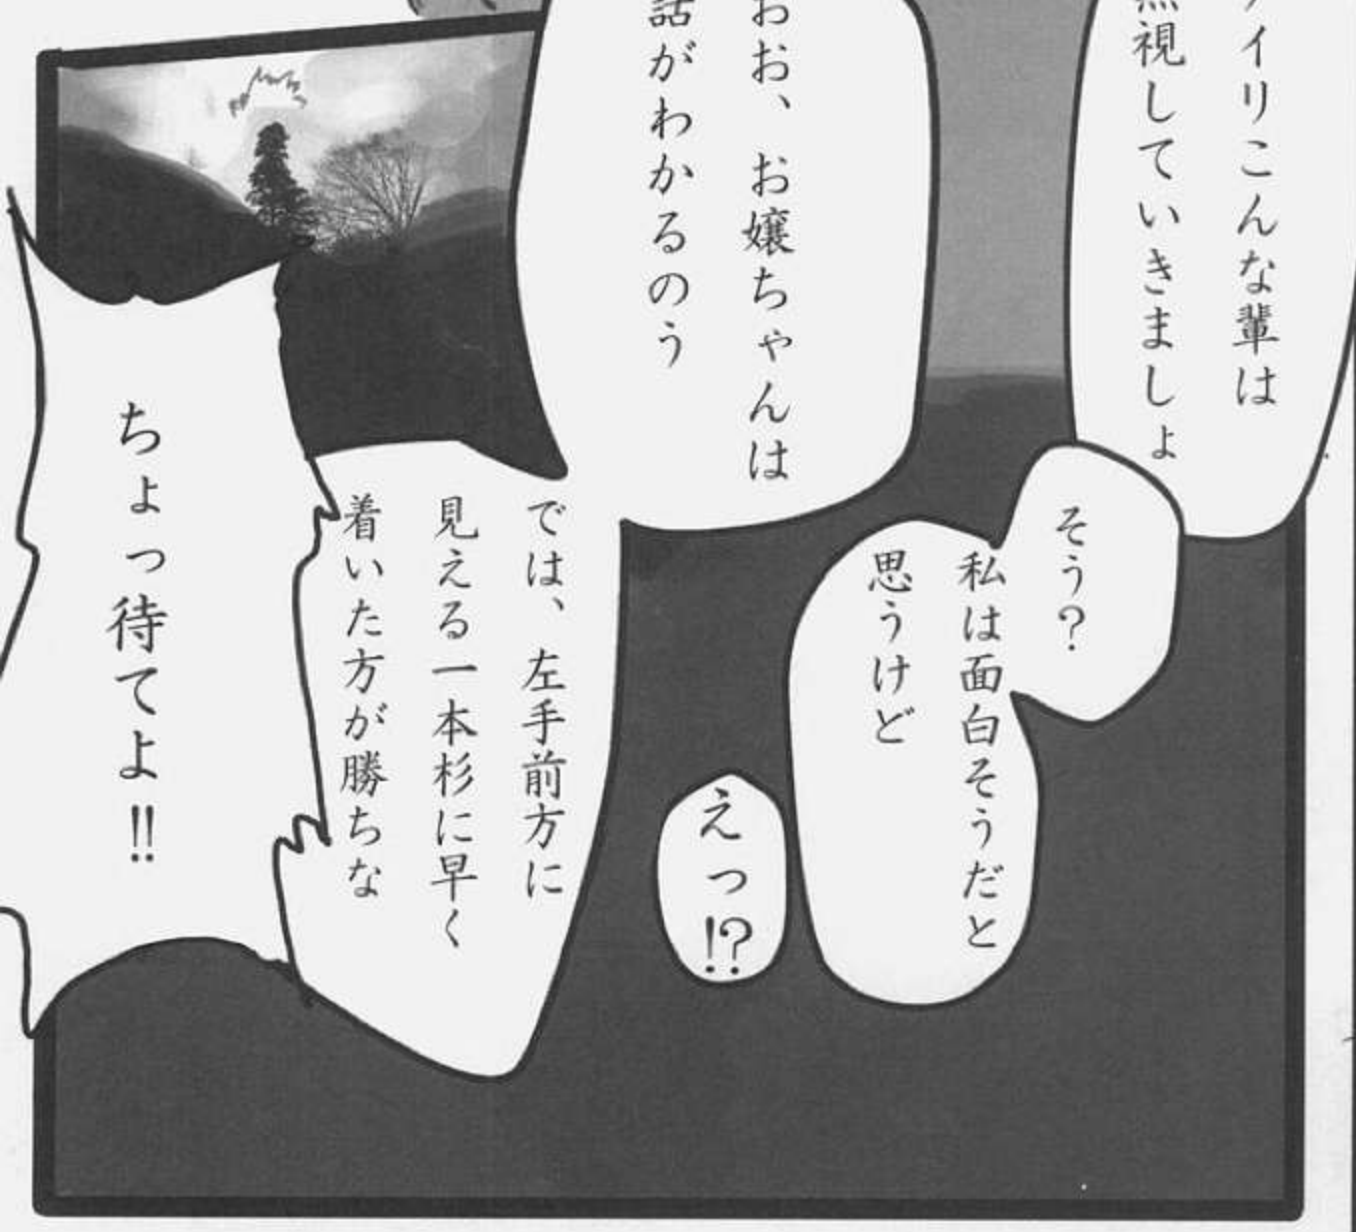 イリこんな輩は
無視していきましょ
そう？
私は面白そうだと
思うけど
えっ!?
おお、お嬢ちゃんは
話がわかるのう
では、左手前方に
見える一本杉に早く
着いた方が勝ちな
ちょっ待てよ!!